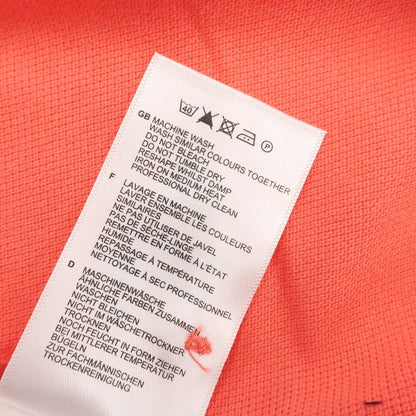 40 P
GB MACHINE WASH
WASH SIMILAR COLOURS TOGETHER
DO NOT BLEACH
DO NOT TUMBLE DRY
RESHAPE WHILST DAMP
IRON ON MEDIUM HEAT
PROFESSIONAL DRY CLEAN
F LAVAGE EN MACHINE
LAVER ENSEMBLE LES COULEURS
SIMILAIRES
NE PAS UTILISER DE JAVEL
PAS DE SÈCHE-LINGE
REMETTRE EN FORME À L'ÉTAT
HUMIDE
REPASSAGE À TEMPÉRATURE
MOYENNE
NETTOYAGE À SEC PROFESSIONNEL
D MASCHINENWÄSCHE
ÄHNLICHE FARBEN ZUSAMMEN
WASCHEN
NICHT BLEICHEN
NICHT IM WÄSCHETROCKNER
TROCKNEN
NOCH FEUCHT IN FORM ZIEHEN
BEI MITTLERER TEMPERATUR
BÜGELN
ZUR FACHMÄNNISCHEN
TROCKENREINIGUNG